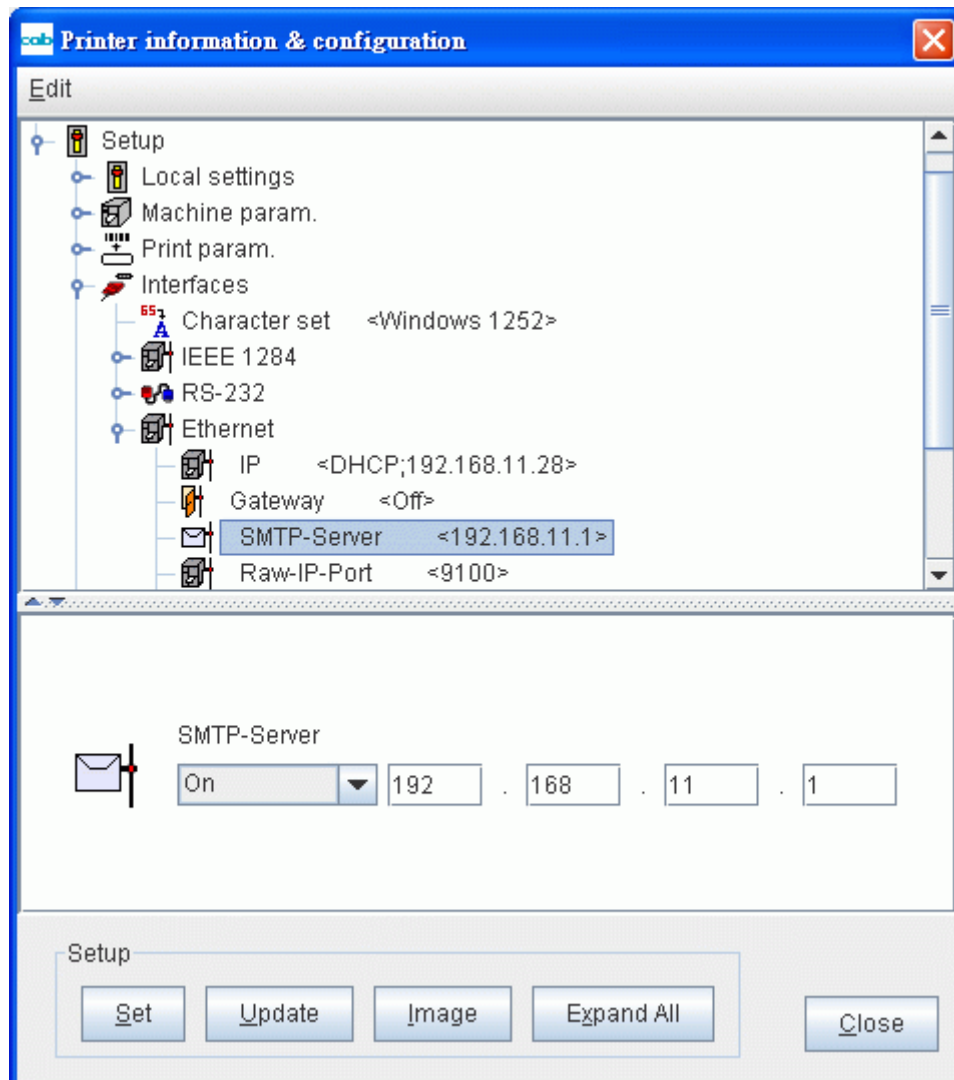 cab Printer information & configuration
Edit
Setup
Local settings
Machine param.
Print param.
Interfaces
Character set <Windows 1252>
IEEE 1284
RS-232
Ethernet
IP <DHCP;192.168.11.28>
Gateway <Off>
SMTP-Server <192.168.11.1>
Raw-IP-Port <9100>
SMTP-Server
On 192 . 168 . 11 . 1
Setup
Set Update Image Expand All
Close